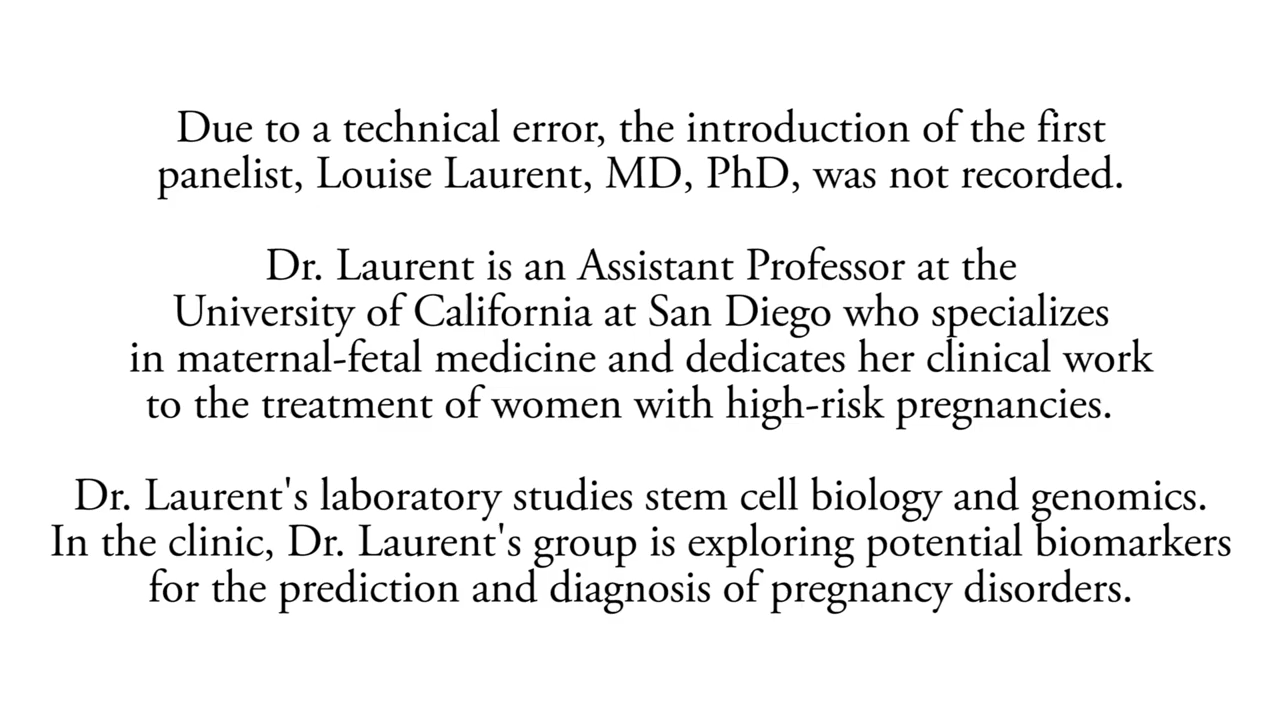 Due to a technical error, the introduction of the first
panelist, Louise Laurent, MD, PhD, was not recorded.
Dr. Laurent is an Assistant Professor at the
University of California at San Diego who specializes
in maternal-fetal medicine and dedicates her clinical work
to the treatment of women with high-risk pregnancies.
Dr. Laurent's laboratory studies stem cell biology and genomics.
In the clinic, Dr. Laurent's group is exploring potential biomarkers
for the prediction and diagnosis of pregnancy disorders.